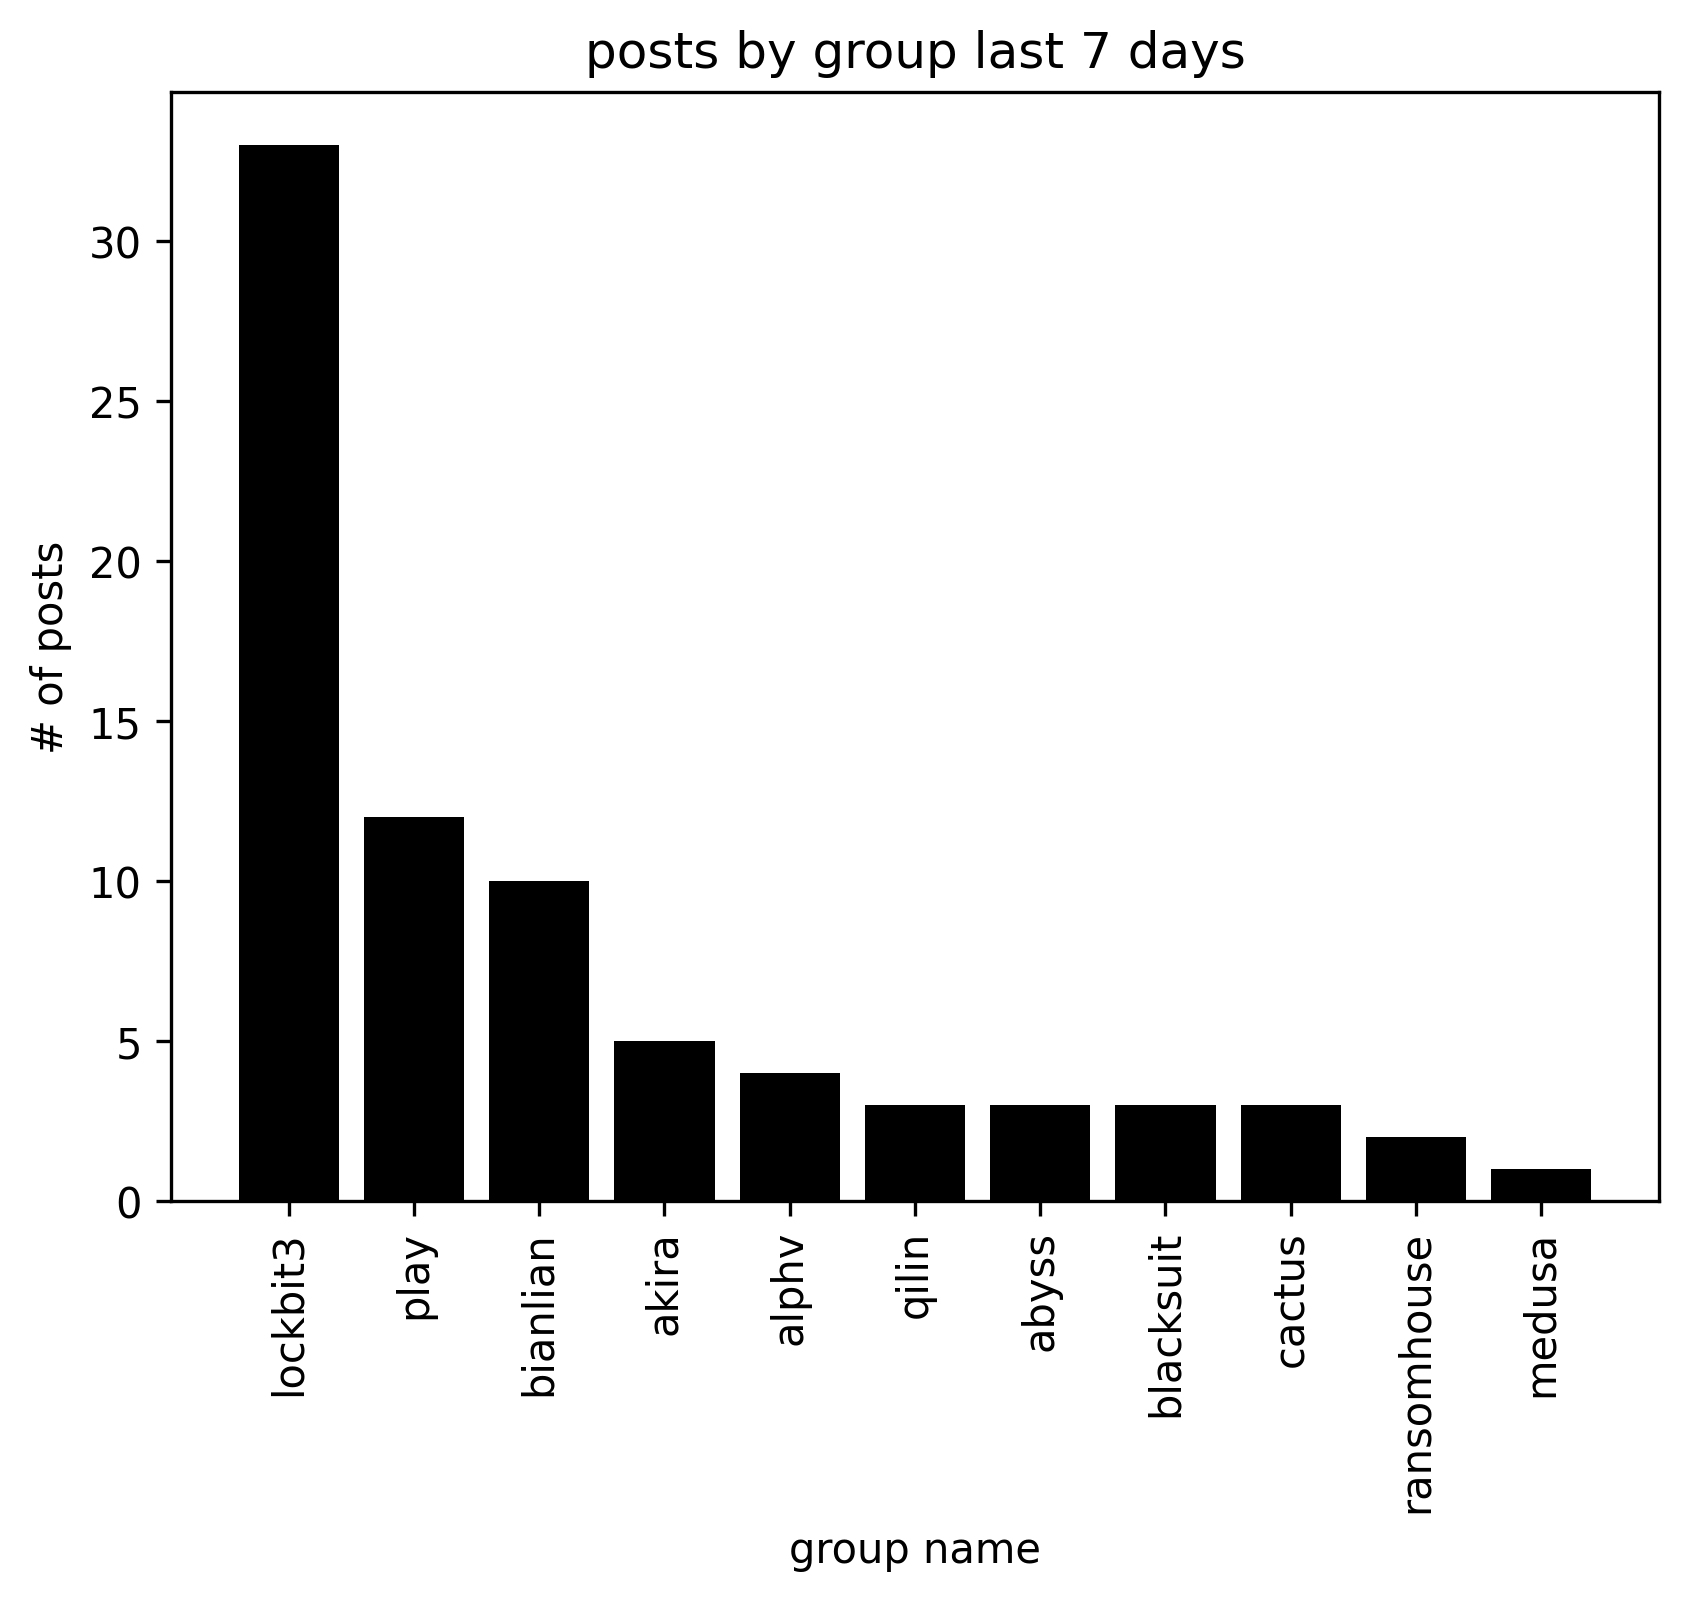 posts by group last 7 days
# of posts
30
25
20
15
10
5
0
lockbit3
play
bianlian
akira
alphv
qilin
abyss
blacksuit
cactus
ransomhouse
medusa
group name